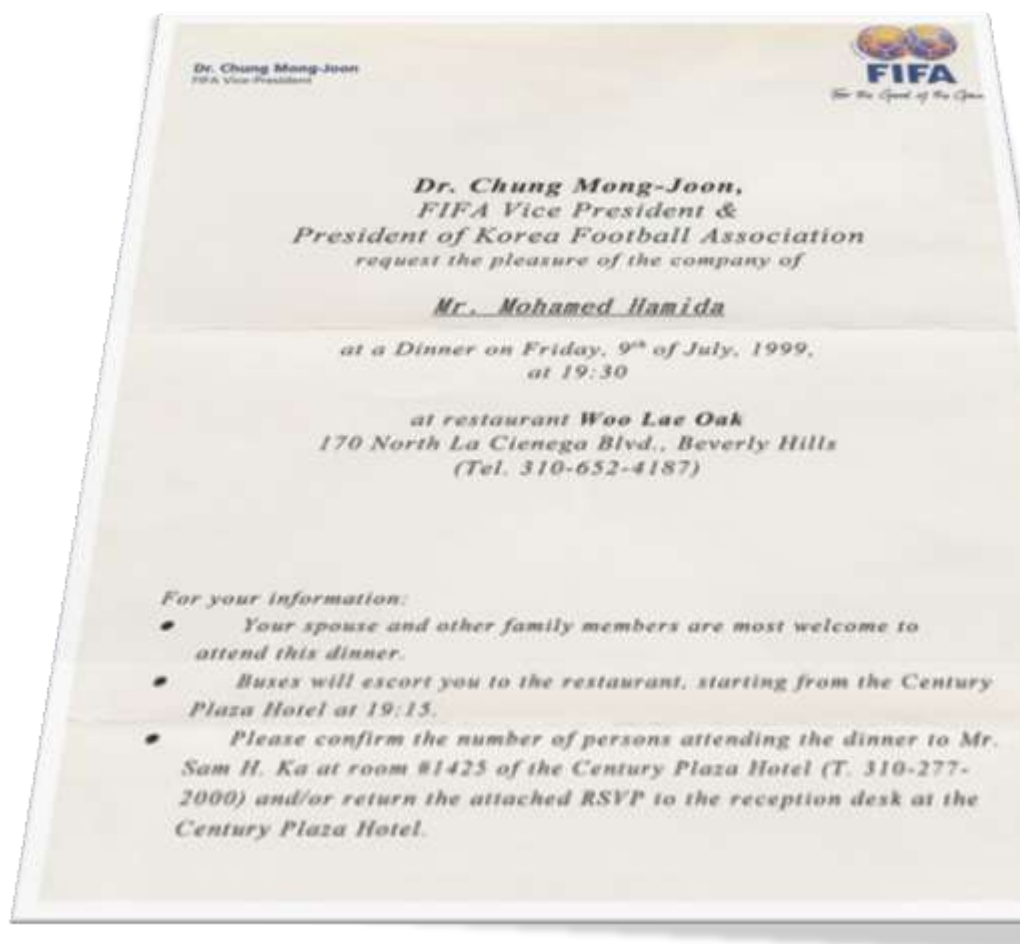 Dr. Chung Mong-Joon
FIFA Vice-President
FIFA
For the Good of the Game
Dr. Chung Mong-Joon,
FIFA Vice President &
President of Korea Football Association
request the pleasure of the company of
Mr. Mohamed Hamida
at a Dinner on Friday, 9th of July, 1999,
at 19:30
at restaurant Woo Lae Oak
170 North La Cienega Blvd., Beverly Hills
(Tel. 310-652-4187)
For your information:
● Your spouse and other family members are most welcome to
attend this dinner.
● Buses will escort you to the restaurant, starting from the Century
Plaza Hotel at 19:15.
● Please confirm the number of persons attending the dinner to Mr.
Sam H. Ka at room #1425 of the Century Plaza Hotel (T. 310-277-
2000) and/or return the attached RSVP to the reception desk at the
Century Plaza Hotel.